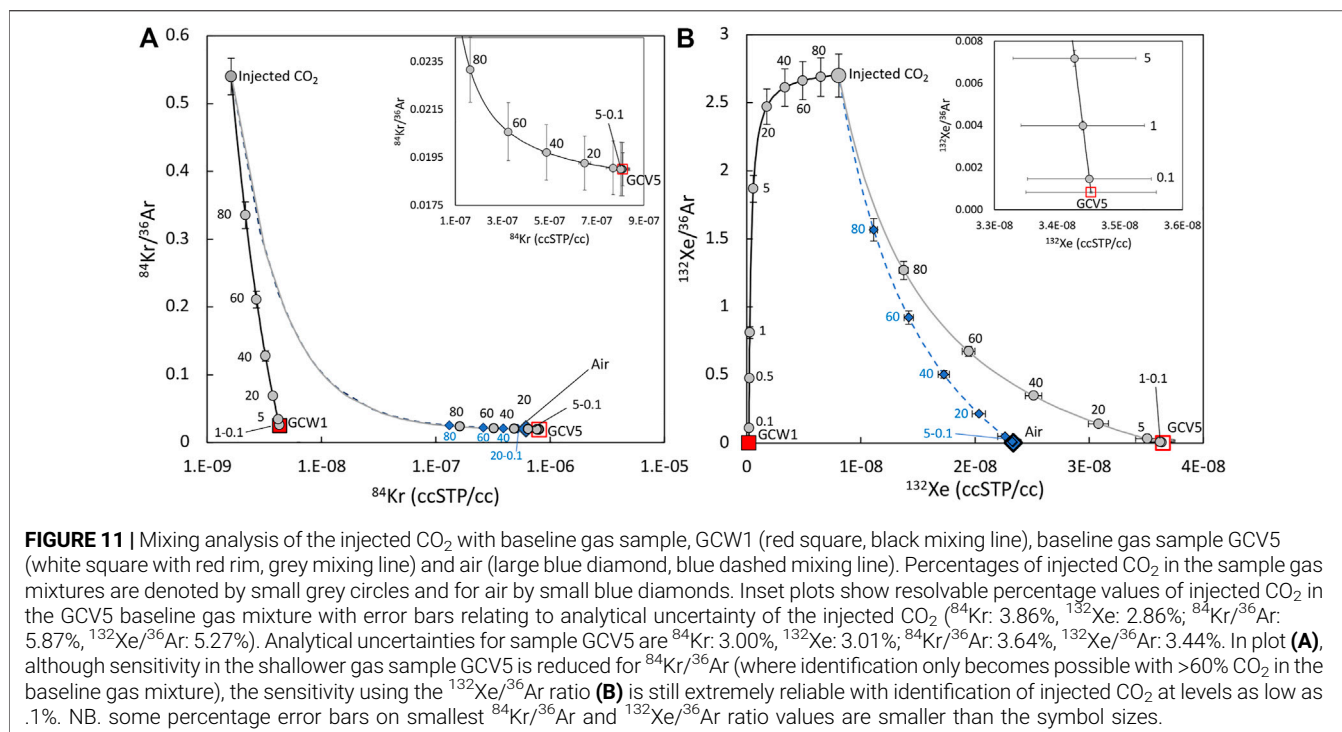 A
0.6
0.5
0.4
0.3
0.2
0.1
0
⁸⁴Kr/³⁶Ar
1.E-09
1.E-08
1.E-07
1.E-06
1.E-05
⁸⁴Kr (ccSTP/cc)
Injected CO₂
80
60
40
20
5
1-0.1
GCW1
80
60
40
20
5-0.1
Air
GCV5
80
60
40
20-0.1
0.0235
0.0215
0.0195
0.0175
⁸⁴Kr/³⁶Ar
80
60
40
20
5-0.1
GCV5
1.1E-07
3.1E-07
5.1E-07
7.1E-07
9.1E-07
⁸⁴Kr (ccSTP/cc)
B
3
2.5
2
1.5
1
0.5
0
¹³²Xe/³⁶Ar
0
1E-08
2E-08
3E-08
4E-08
¹³²Xe (ccSTP/cc)
Injected CO₂
80
60
40
20
5
1
0.5
0.1
GCW1
80
60
40
20
5-0.1
Air
80
60
40
20
5
1-0.1
GCV5
0.008
0.006
0.004
0.002
0.000
¹³²Xe/³⁶Ar
5
1
0.1
GCV5
3.3E-08
3.4E-08
3.5E-08
3.6E-08
¹³²Xe (ccSTP/cc)
FIGURE 11 | Mixing analysis of the injected CO₂ with baseline gas sample, GCW1 (red square, black mixing line), baseline gas sample GCV5
(white square with red rim, grey mixing line) and air (large blue diamond, blue dashed mixing line). Percentages of injected CO₂ in the sample gas
mixtures are denoted by small grey circles and for air by small blue diamonds. Inset plots show resolvable percentage values of injected CO₂ in
the GCV5 baseline gas mixture with error bars relating to analytical uncertainty of the injected CO₂ (⁸⁴Kr: 3.86%, ¹³²Xe: 2.86%; ⁸⁴Kr/³⁶Ar:
5.87%, ¹³²Xe/³⁶Ar: 5.27%). Analytical uncertainties for sample GCV5 are ⁸⁴Kr: 3.00%, ¹³²Xe: 3.01%; ⁸⁴Kr/³⁶Ar: 3.64%, ¹³²Xe/³⁶Ar: 3.44%. In plot (A),
although sensitivity in the shallower gas sample GCV5 is reduced for ⁸⁴Kr/³⁶Ar (where identification only becomes possible with >60% CO₂ in the
baseline gas mixture), the sensitivity using the ¹³²Xe/³⁶Ar ratio (B) is still extremely reliable with identification of injected CO₂ at levels as low as
.1%. NB. some percentage error bars on smallest ⁸⁴Kr/³⁶Ar and ¹³²Xe/³⁶Ar ratio values are smaller than the symbol sizes.